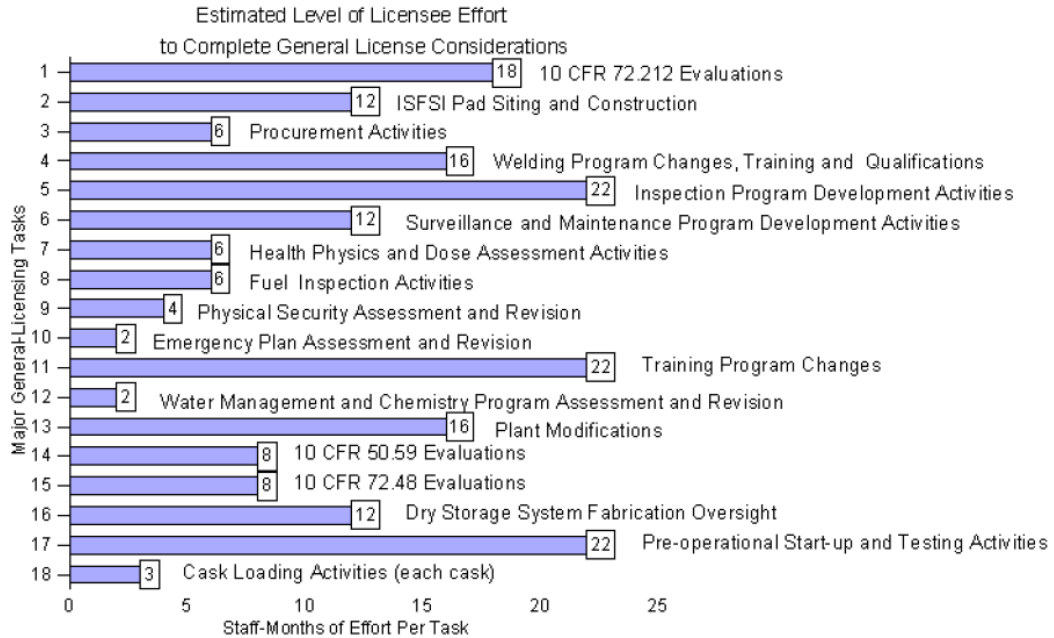 Estimated Level of Licensee Effort
to Complete General License Considerations
Major General-Licensing Tasks
1 18 10 CFR 72.212 Evaluations
2 12 ISFSI Pad Siting and Construction
3 6 Procurement Activities
4 16 Welding Program Changes, Training and Qualifications
5 22 Inspection Program Development Activities
6 12 Surveillance and Maintenance Program Development Activities
7 6 Health Physics and Dose Assessment Activities
8 6 Fuel Inspection Activities
9 4 Physical Security Assessment and Revision
10 2 Emergency Plan Assessment and Revision
11 22 Training Program Changes
12 2 Water Management and Chemistry Program Assessment and Revision
13 16 Plant Modifications
14 8 10 CFR 50.59 Evaluations
15 8 10 CFR 72.48 Evaluations
16 12 Dry Storage System Fabrication Oversight
17 22 Pre-operational Start-up and Testing Activities
18 3 Cask Loading Activities (each cask)
0 5 10 15 20 25
Staff-Months of Effort Per Task